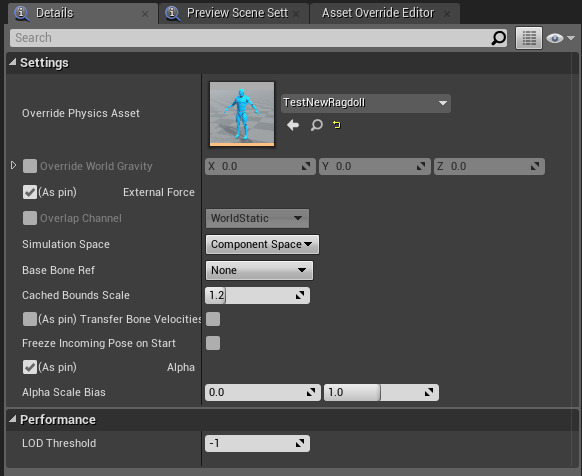 Details Preview Scene Sett Asset Override Editor
Search
Settings
Override Physics Asset TestNewRagdoll
Override World Gravity X 0.0 Y 0.0 Z 0.0
(As pin) External Force
Overlap Channel WorldStatic
Simulation Space Component Space
Base Bone Ref None
Cached Bounds Scale 1.2
(As pin) Transfer Bone Velocities
Freeze Incoming Pose on Start
(As pin) Alpha
Alpha Scale Bias 0.0 1.0
Performance
LOD Threshold -1